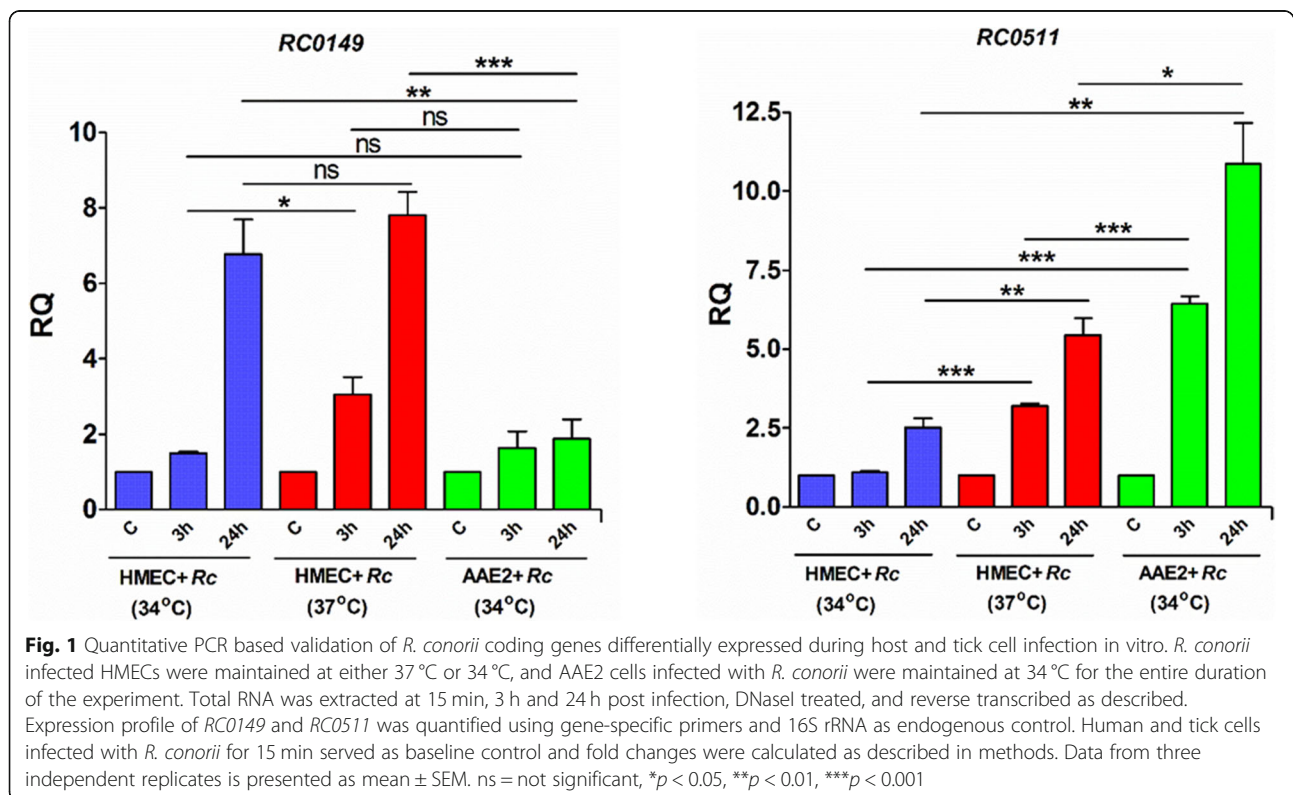 RC0149
***
**
ns
ns
ns
*
10
8
6
4
2
0
RQ
C 3h 24h C 3h 24h C 3h 24h
HMEC+Rc HMEC+Rc AAE2+Rc
(34°C) (37°C) (34°C)
RC0511
*
**
***
***
**
***
12.5
10.0
7.5
5.0
2.5
0.0
RQ
C 3h 24h C 3h 24h C 3h 24h
HMEC+Rc HMEC+Rc AAE2+Rc
(34°C) (37°C) (34°C)
Fig. 1 Quantitative PCR based validation of R. conorii coding genes differentially expressed during host and tick cell infection in vitro. R. conorii
infected HMECs were maintained at either 37 °C or 34 °C, and AAE2 cells infected with R. conorii were maintained at 34 °C for the entire duration
of the experiment. Total RNA was extracted at 15 min, 3 h and 24 h post infection, DNaseI treated, and reverse transcribed as described.
Expression profile of RC0149 and RC0511 was quantified using gene-specific primers and 16S rRNA as endogenous control. Human and tick cells
infected with R. conorii for 15 min served as baseline control and fold changes were calculated as described in methods. Data from three
independent replicates is presented as mean ± SEM. ns = not significant, *p < 0.05, **p < 0.01, ***p < 0.001